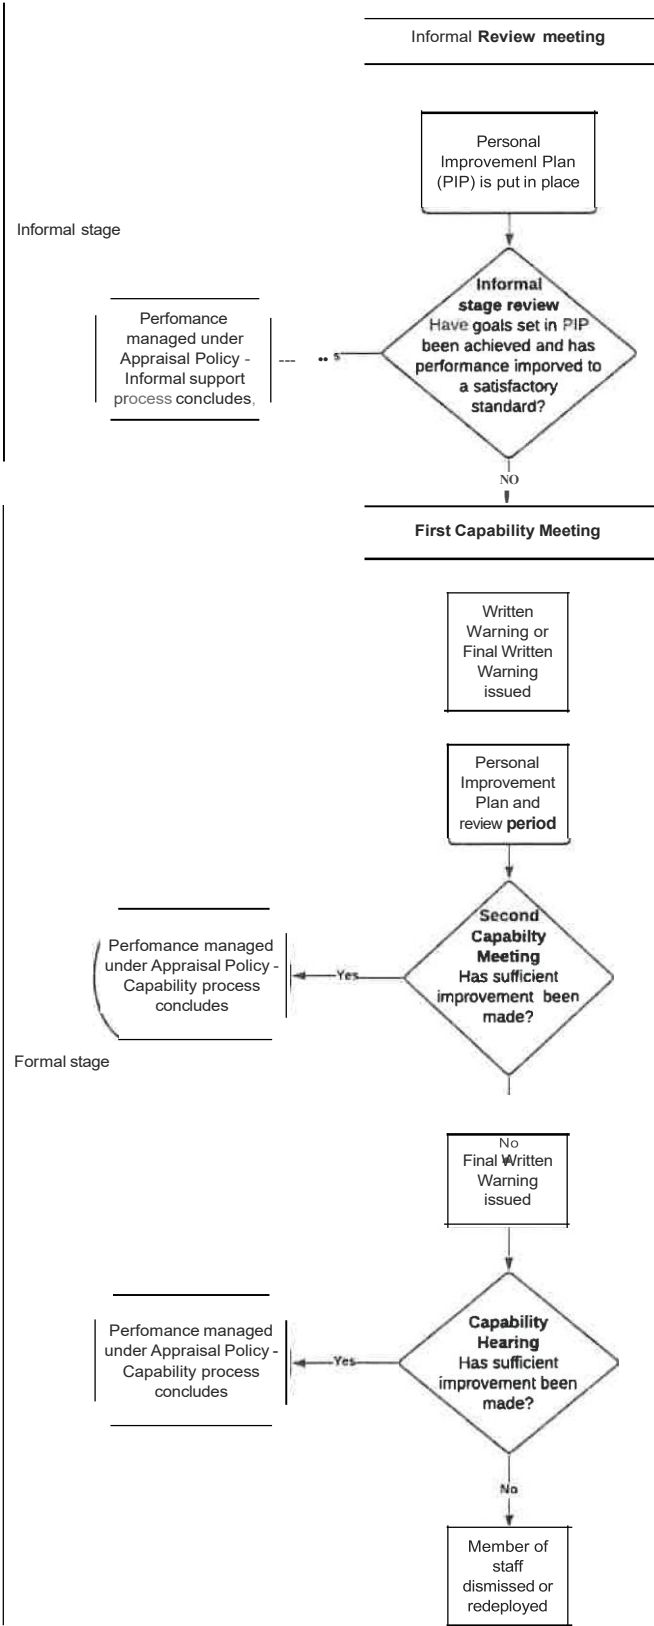 Informal Review meeting
Personal
Improvement Plan
(PIP) is put in place
Informal stage
Informal
stage review
Have goals set in PIP
been achieved and has
performance imporved to
a satisfactory
standard?
Perfomance
managed under
Appraisal Policy -
Informal support
process concludes,
--- •• s
NO
First Capability Meeting
Written
Warning or
Final Written
Warning
issued
Personal
Improvement
Plan and
review period
Second
Capabilty
Meeting
Has sufficient
improvement been
made?
Yes
Perfomance managed
under Appraisal Policy -
Capability process
concludes
Formal stage
No
Final Written
Warning
issued
Capability
Hearing
Has sufficient
improvement been
made?
Yes
Perfomance managed
under Appraisal Policy -
Capability process
concludes
No
Member of
staff
dismissed or
redeployed